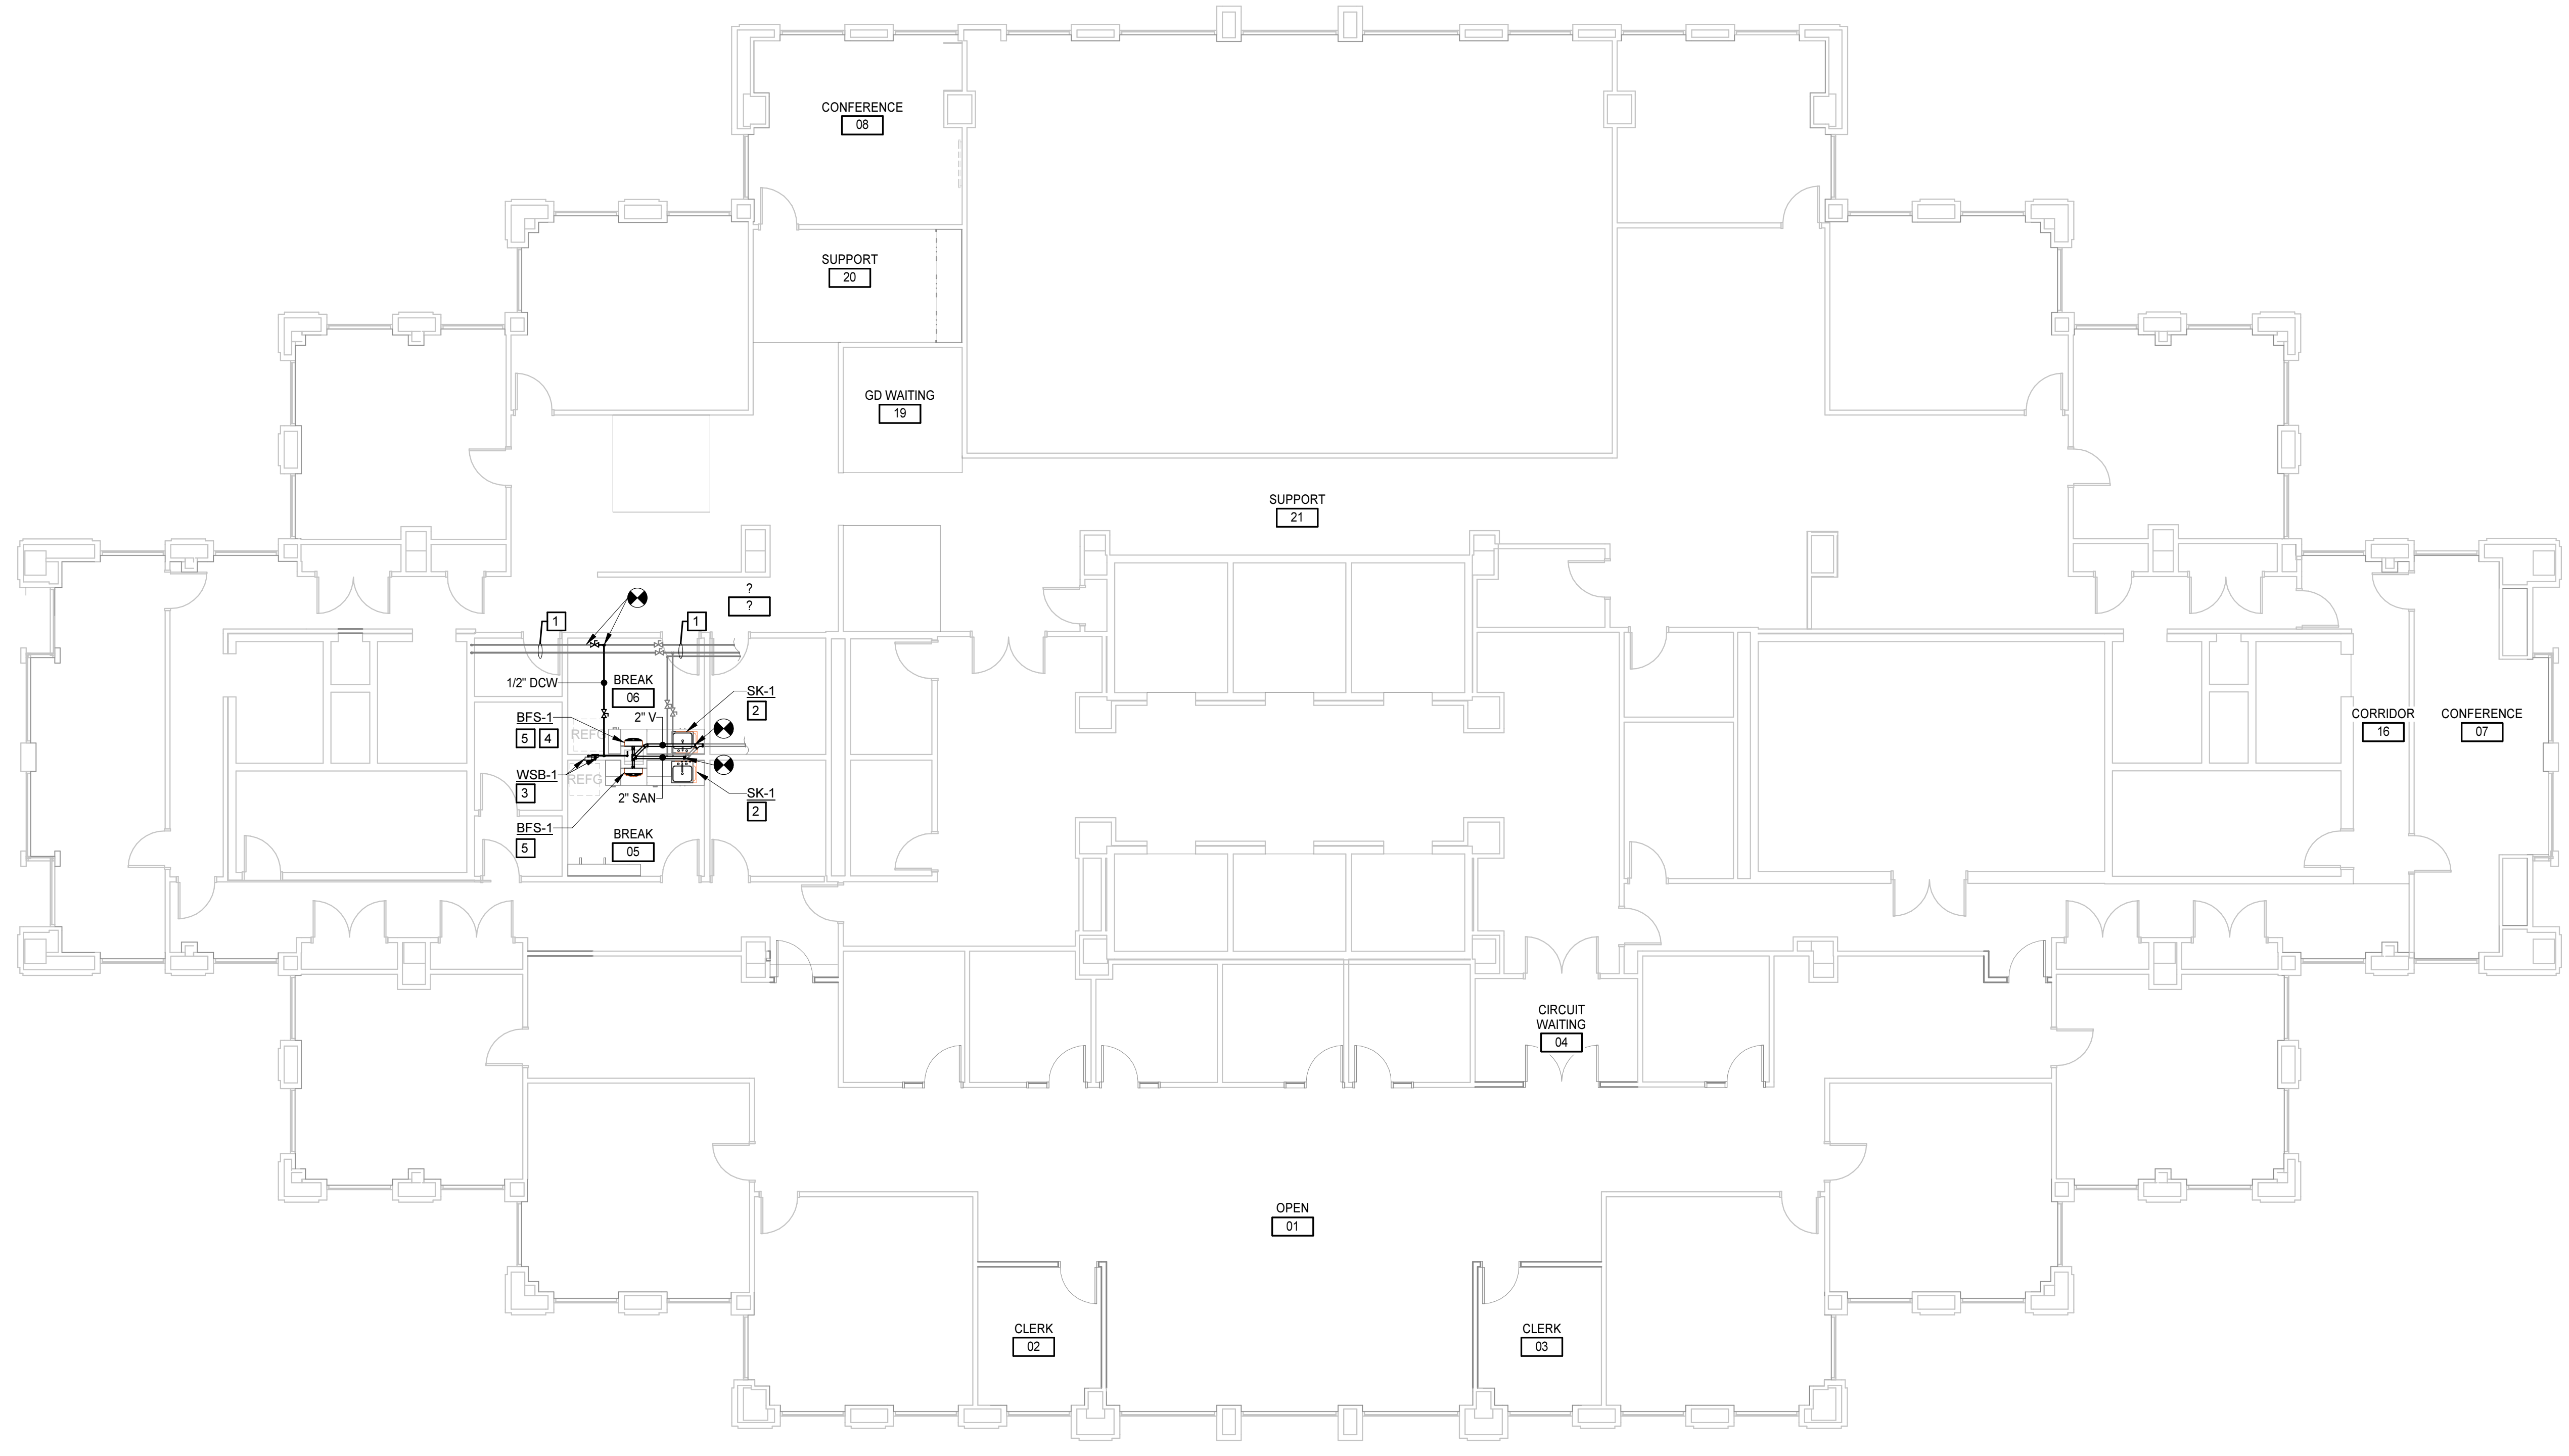 CONFERENCE
08
SUPPORT
20
GD WAITING
19
SUPPORT
21
?
?
1
1
1/2" DCW
BREAK
06
SK-1
2
BFS-1
5 4
2" V
REFG
WSB-1
3
REFG
2" SAN
SK-1
2
BFS-1
5
BREAK
05
CORRIDOR
16
CONFERENCE
07
CIRCUIT
WAITING
04
OPEN
01
CLERK
02
CLERK
03